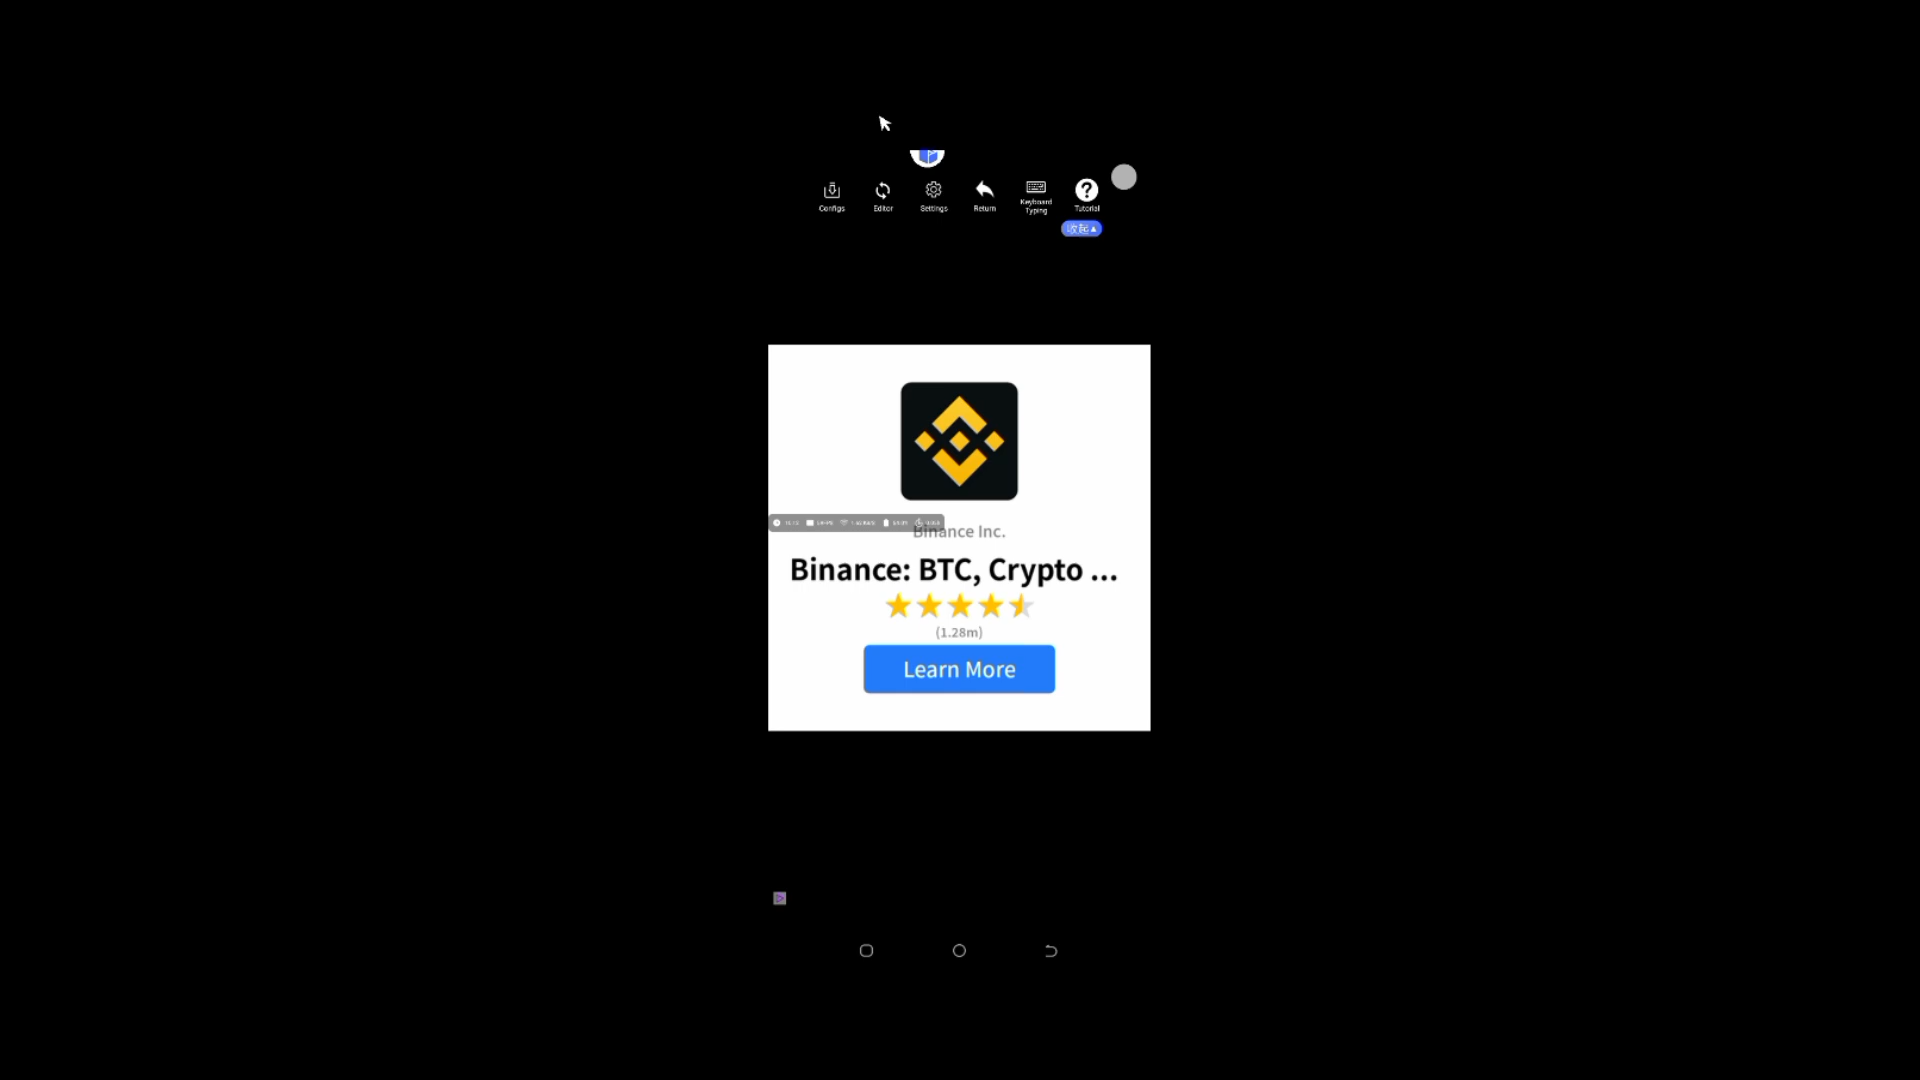 Configs
Editor
Settings
Return
Keyboard
Typing
Tutorial
收起▲
Binance Inc.
Binance: BTC, Crypto ...
(1.28m)
Learn More